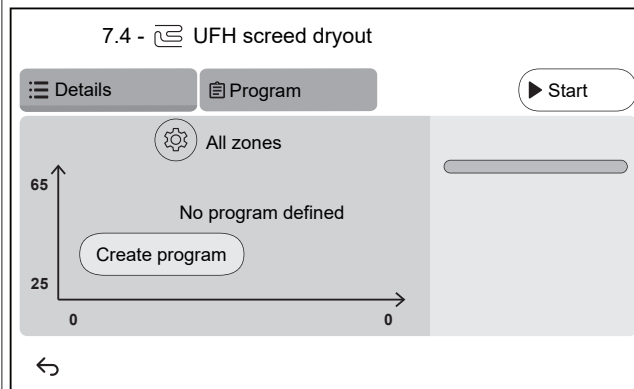 7.4 - UFH screed dryout
Details
Program
Start
All zones
65
No program defined
Create program
25
0
0